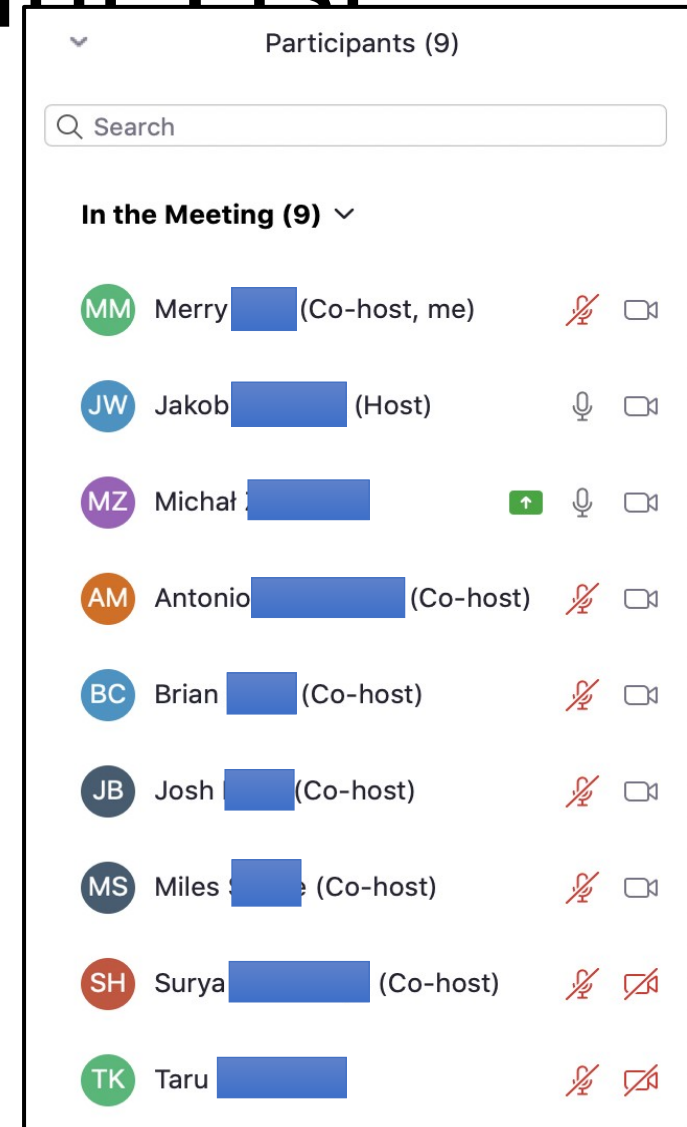 Participants (9)
Search
In the Meeting (9)
MM Merry (Co-host, me)
JW Jakob (Host)
MZ Michał
AM Antonio (Co-host)
BC Brian (Co-host)
JB Josh (Co-host)
MS Miles (Co-host)
SH Surya (Co-host)
TK Taru